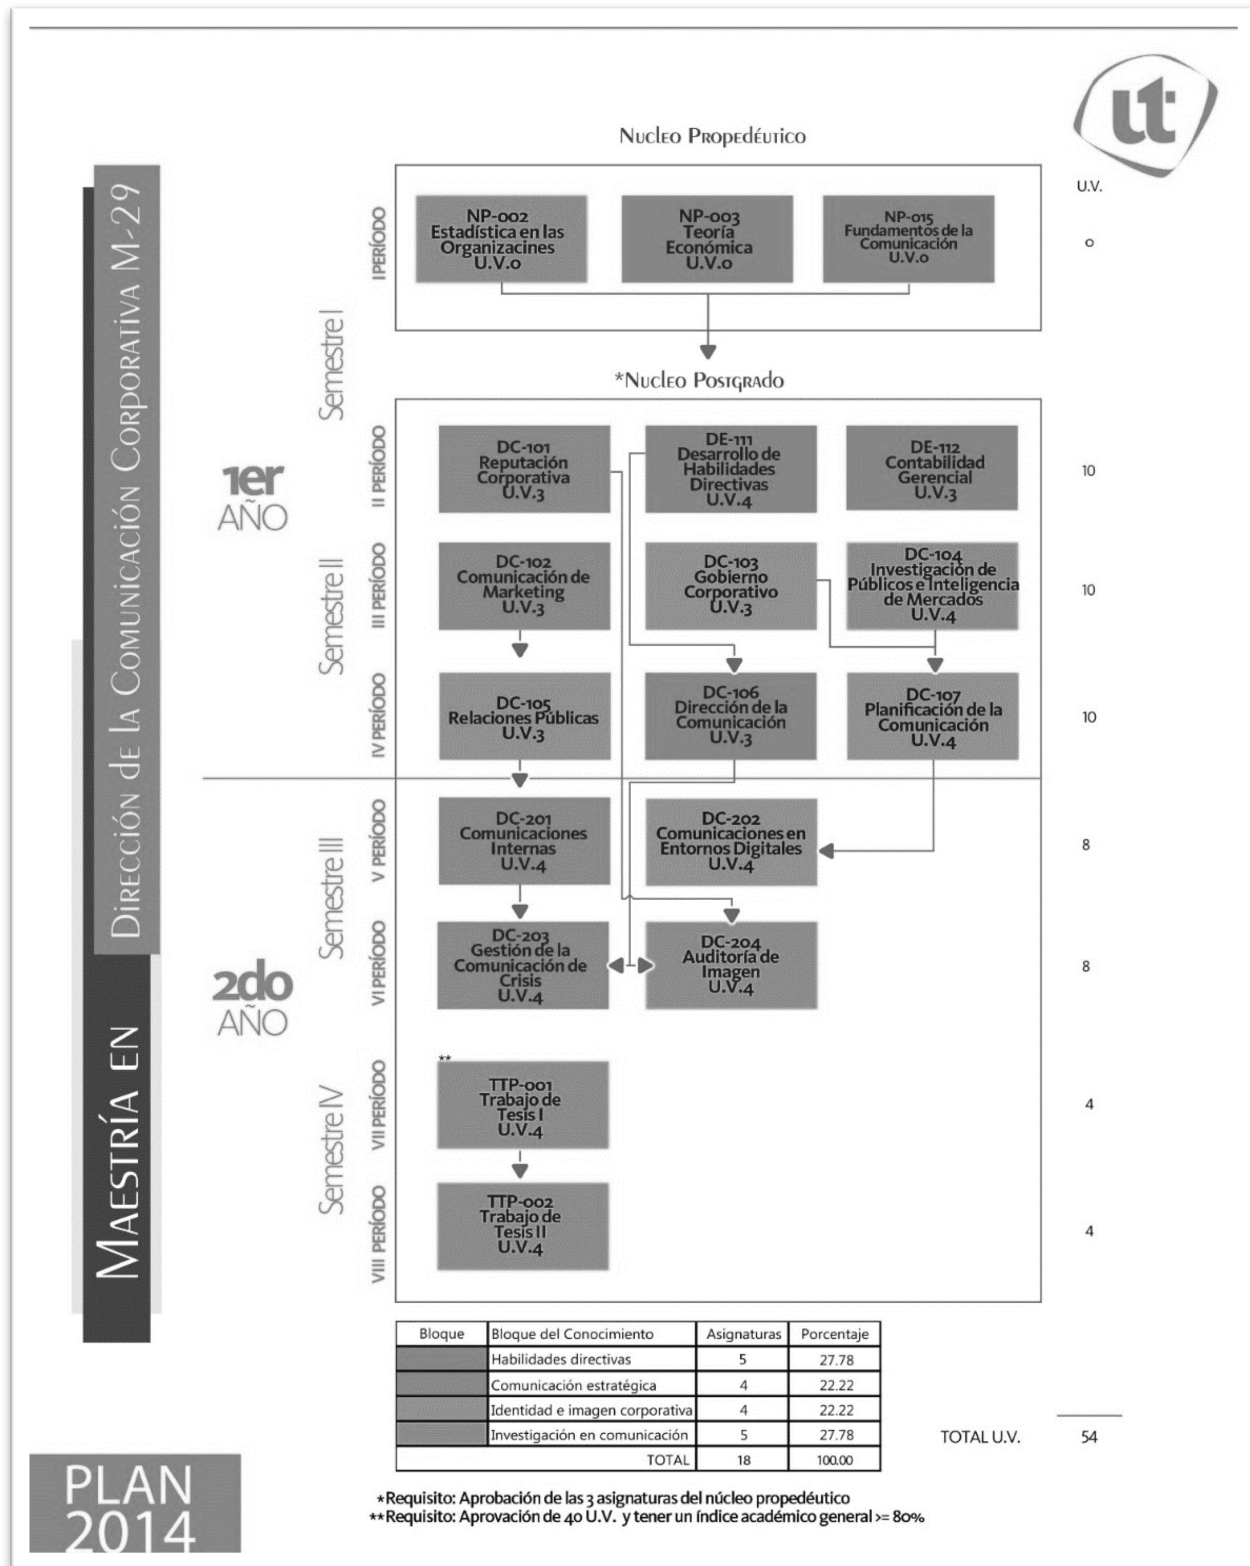 ut
NUCLEO PROPEDÉUTICO
U.V.
Dirección de la Comunicación Corporativa M-29
MAESTRÍA EN
Semestre I
I PERÍODO
NP-002
Estadística en las
Organizacines
U.V.0
NP-003
Teoría
Económica
U.V.0
NP-015
Fundamentos de la
Comunicación
U.V.0
0
*NUCLEO POSTGRADO
1er
AÑO
II PERÍODO
DC-101
Reputación
Corporativa
U.V.3
DE-111
Desarrollo de
Habilidades
Directivas
U.V.4
DE-112
Contabilidad
Gerencial
U.V.3
10
Semestre II
III PERÍODO
DC-102
Comunicación de
Marketing
U.V.3
DC-103
Gobierno
Corporativo
U.V.3
DC-104
Investigación de
Públicos e Inteligencia
de Mercados
U.V.4
10
IV PERÍODO
DC-105
Relaciones Públicas
U.V.3
DC-106
Dirección de la
Comunicación
U.V.3
DC-107
Planificación de la
Comunicación
U.V.4
10
2do
AÑO
Semestre III
V PERÍODO
DC-201
Comunicaciones
Internas
U.V.4
DC-202
Comunicaciones en
Entornos Digitales
U.V.4
8
VI PERÍODO
DC-203
Gestión de la
Comunicación de
Crisis
U.V.4
DC-204
Auditoría de
Imagen
U.V.4
8
Semestre IV
VII PERÍODO
**
TTP-001
Trabajo de
Tesis I
U.V.4
4
VIII PERÍODO
TTP-002
Trabajo de
Tesis II
U.V.4
4
Bloque Bloque del Conocimiento Asignaturas Porcentaje
Habilidades directivas 5 27.78
Comunicación estratégica 4 22.22
Identidad e imagen corporativa 4 22.22
Investigación en comunicación 5 27.78
TOTAL 18 100.00
TOTAL U.V. 54
PLAN
2014
*Requisito: Aprobación de las 3 asignaturas del núcleo propedéutico
**Requisito: Aprovación de 40 U.V. y tener un índice académico general >= 80%